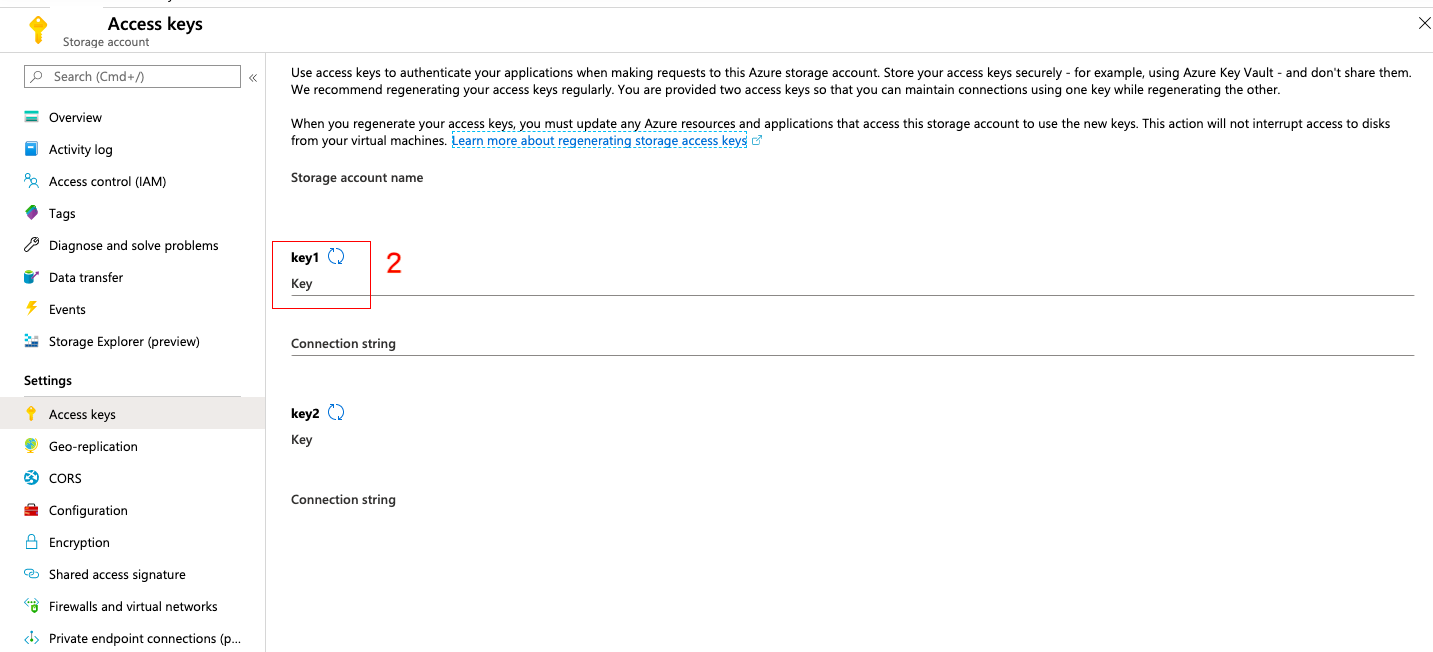 Access keys
Storage account
Search (Cmd+/)
«
Overview
Activity log
Access control (IAM)
Tags
Diagnose and solve problems
Data transfer
Events
Storage Explorer (preview)
Settings
Access keys
Geo-replication
CORS
Configuration
Encryption
Shared access signature
Firewalls and virtual networks
Private endpoint connections (p...
Use access keys to authenticate your applications when making requests to this Azure storage account. Store your access keys securely - for example, using Azure Key Vault - and don't share them.
We recommend regenerating your access keys regularly. You are provided two access keys so that you can maintain connections using one key while regenerating the other.
When you regenerate your access keys, you must update any Azure resources and applications that access this storage account to use the new keys. This action will not interrupt access to disks
from your virtual machines. Learn more about regenerating storage access keys
Storage account name
key1
2
Key
Connection string
key2
Key
Connection string